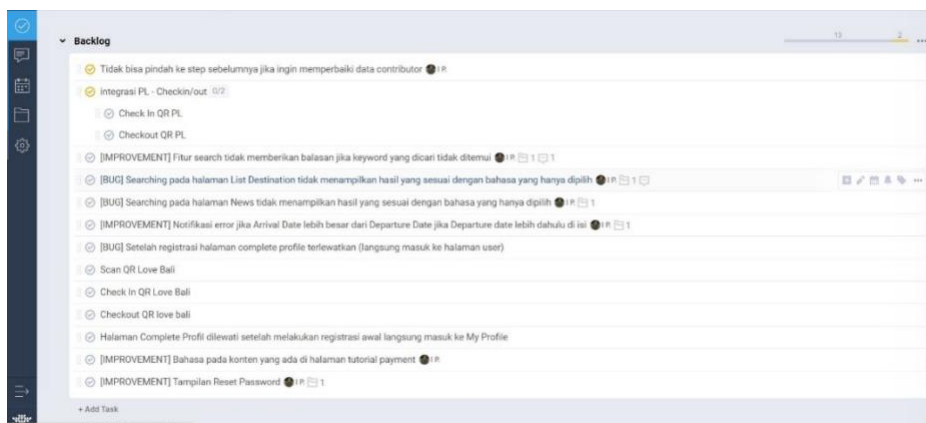 Backlog
13 2
Tidak bisa pindah ke step sebelumnya jika ingin memperbaiki data contributor I P.
integrasi PL - Checkin/out 0/2
Check In QR PL
Checkout QR PL
[IMPROVEMENT] Fitur search tidak memberikan balasan jika keyword yang dicari tidak ditemui I P. 1 1
[BUG] Searching pada halaman List Destination tidak menampilkan hasil yang sesuai dengan bahasa yang hanya dipilih I P. 1
[BUG] Searching pada halaman News tidak menampilkan hasil yang sesuai dengan bahasa yang hanya dipilih I P. 1
[IMPROVEMENT] Notifikasi error jika Arrival Date lebih besar dari Departure Date jika Departure date lebih dahulu di isi I P. 1
[BUG] Setelah registrasi halaman complete profile terlewatkan (langsung masuk ke halaman user)
Scan QR Love Bali
Check In QR Love Bali
Checkout QR love bali
Halaman Complete Profil dilewati setelah melakukan registrasi awal langsung masuk ke My Profile
[IMPROVEMENT] Bahasa pada konten yang ada di halaman tutorial payment I P.
[IMPROVEMENT] Tampilan Reset Password I P. 1
+ Add Task